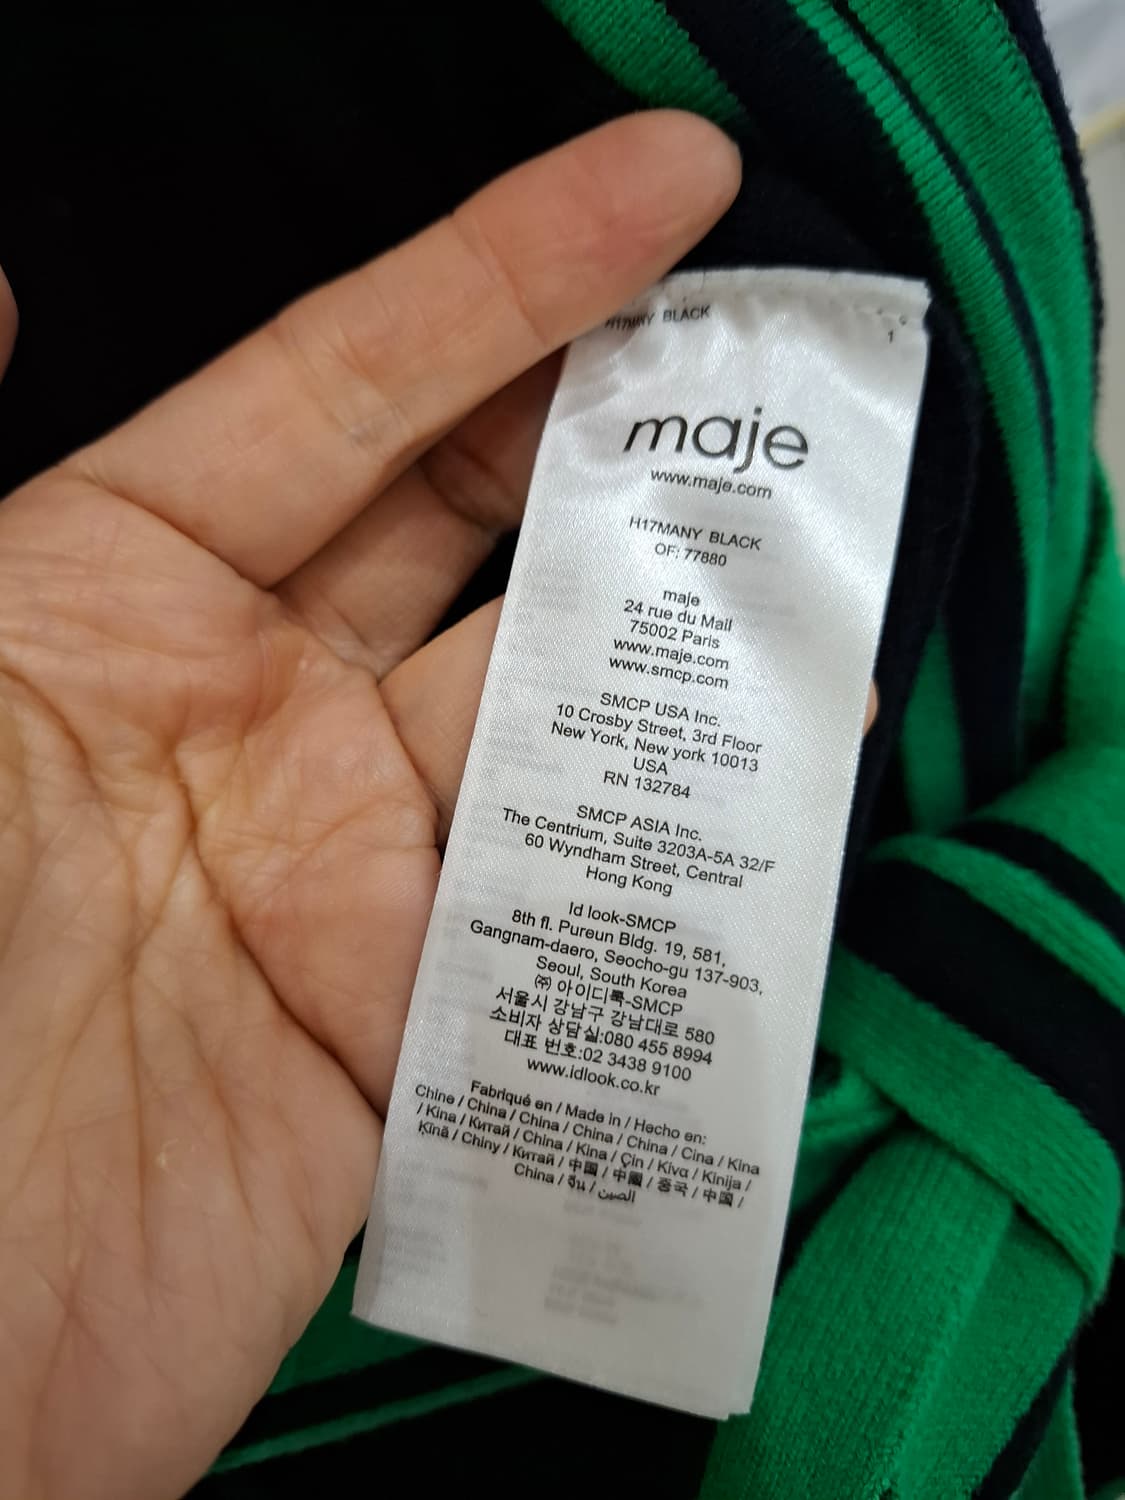 H17MANY BLACK
1
maje
www.maje.com
H17MANY BLACK
OF: 77880
maje
24 rue du Mail
75002 Paris
www.maje.com
www.smcp.com
SMCP USA Inc.
10 Crosby Street, 3rd Floor
New York, New york 10013
USA
RN 132784
SMCP ASIA Inc.
The Centrium, Suite 3203A-5A 32/F
60 Wyndham Street, Central
Hong Kong
Id look-SMCP
8th fl. Pureun Bldg. 19, 581,
Gangnam-daero, Seocho-gu 137-903,
Seoul, South Korea
㈜ 아이디룩-SMCP
서울시 강남구 강남대로 580
소비자 상담실:080 455 8994
대표 번호:02 3438 9100
www.idlook.co.kr
Fabriqué en / Made in / Hecho en:
Chine / China / China / China / China / Cina / Kina
/ Kina / Китай / China / Kina / Çin / Kίνα / Kinija /
Ķīnā / Chiny / Китай / 中國 / 中國 / 중국 / 中国 /
China / จีน / الصين